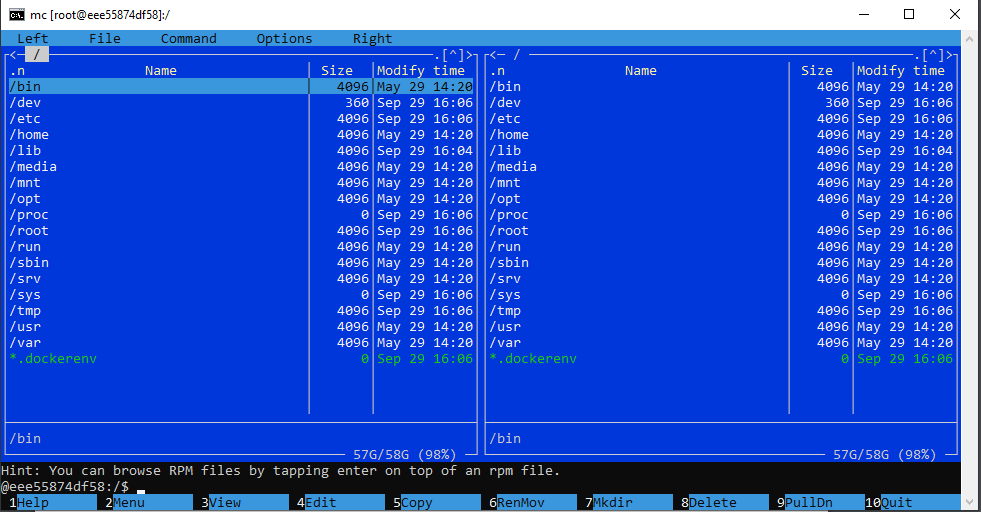 mc [root@eee55874df58]:/
Left File Command Options Right
<─ / .[^]>
.n Name Size Modify time
/bin 4096 May 29 14:20
/dev 360 Sep 29 16:06
/etc 4096 Sep 29 16:06
/home 4096 May 29 14:20
/lib 4096 Sep 29 16:04
/media 4096 May 29 14:20
/mnt 4096 May 29 14:20
/opt 4096 May 29 14:20
/proc 0 Sep 29 16:06
/root 4096 Sep 29 16:06
/run 4096 May 29 14:20
/sbin 4096 May 29 14:20
/srv 4096 May 29 14:20
/sys 0 Sep 29 16:06
/tmp 4096 Sep 29 16:06
/usr 4096 May 29 14:20
/var 4096 May 29 14:20
*.dockerenv 0 Sep 29 16:06
/bin
57G/58G (98%)
<─ / .[^]>
.n Name Size Modify time
/bin 4096 May 29 14:20
/dev 360 Sep 29 16:06
/etc 4096 Sep 29 16:06
/home 4096 May 29 14:20
/lib 4096 Sep 29 16:04
/media 4096 May 29 14:20
/mnt 4096 May 29 14:20
/opt 4096 May 29 14:20
/proc 0 Sep 29 16:06
/root 4096 Sep 29 16:06
/run 4096 May 29 14:20
/sbin 4096 May 29 14:20
/srv 4096 May 29 14:20
/sys 0 Sep 29 16:06
/tmp 4096 Sep 29 16:06
/usr 4096 May 29 14:20
/var 4096 May 29 14:20
*.dockerenv 0 Sep 29 16:06
/bin
57G/58G (98%)
Hint: You can browse RPM files by tapping enter on top of an rpm file.
@eee55874df58:/$
1Help 2Menu 3View 4Edit 5Copy 6RenMov 7Mkdir 8Delete 9PullDn 10Quit